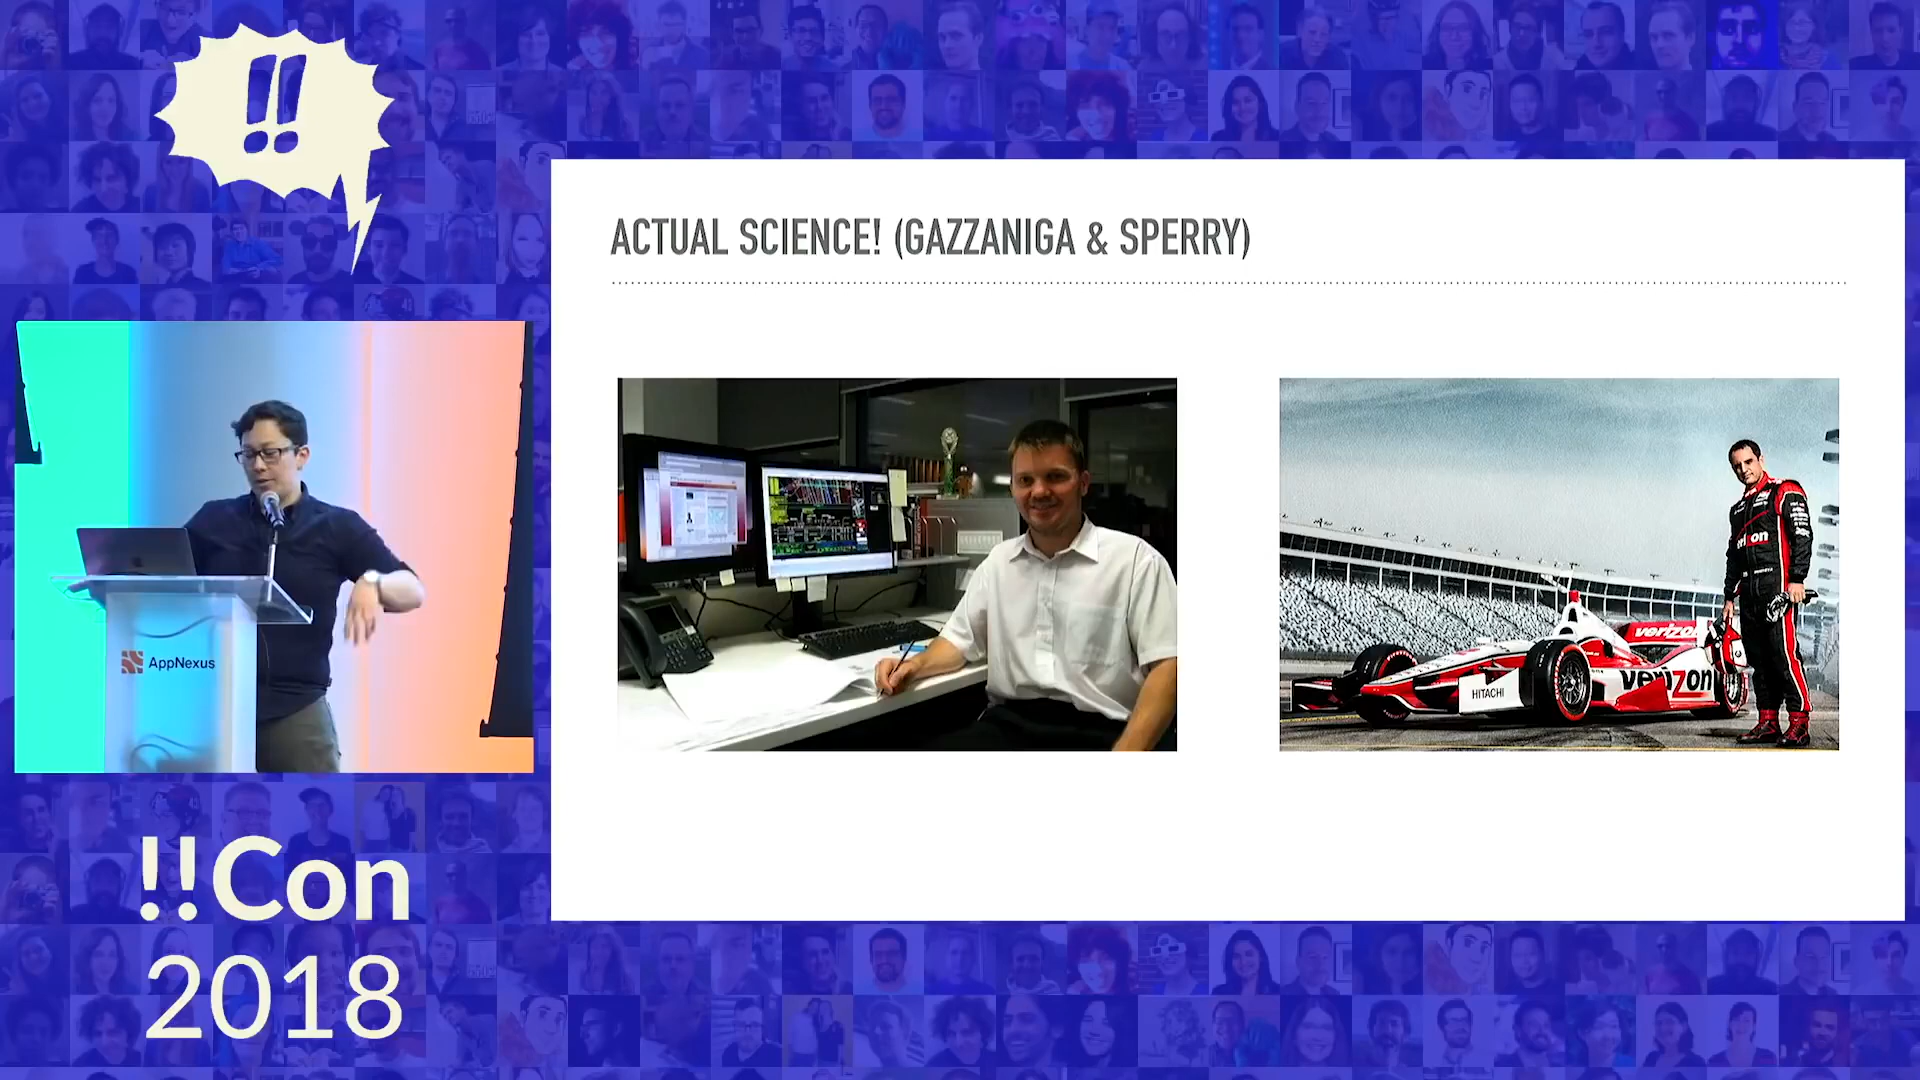 !!
ACTUAL SCIENCE! (GAZZANIGA & SPERRY)
AppNexus
verizon
HITACHI
verizon
!!Con
2018